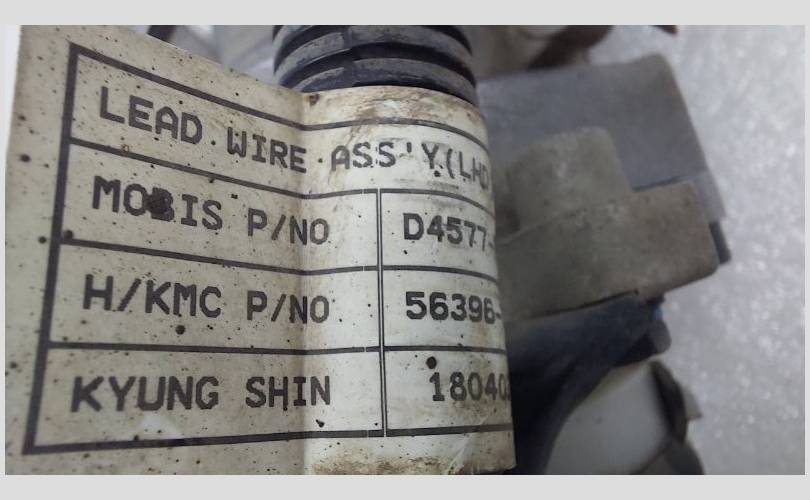 LEAD WIRE ASS'Y(LHD
MOBIS P/NO D4577-
H/KMC P/NO 56396-
KYUNG SHIN 18040